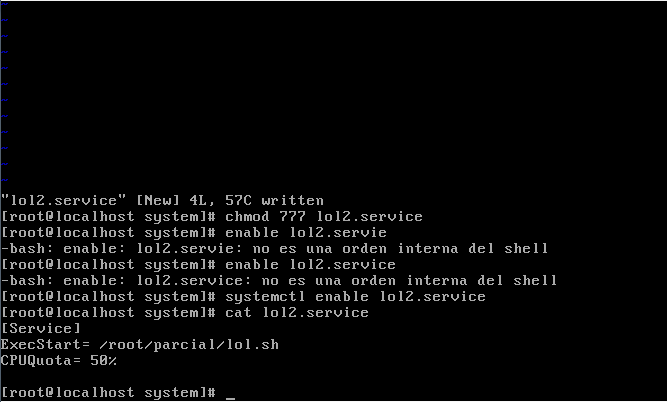 ~
~
~
~
~
~
~
~
~
~
~
~
"lol2.service" [New] 4L, 57C written
[root@localhost system]# chmod 777 lol2.service
[root@localhost system]# enable lol2.servie
-bash: enable: lol2.servie: no es una orden interna del shell
[root@localhost system]# enable lol2.service
-bash: enable: lol2.service: no es una orden interna del shell
[root@localhost system]# systemctl enable lol2.service
[root@localhost system]# cat lol2.service
[Service]
ExecStart= /root/parcial/lol.sh
CPUQuota= 50%

[root@localhost system]# _